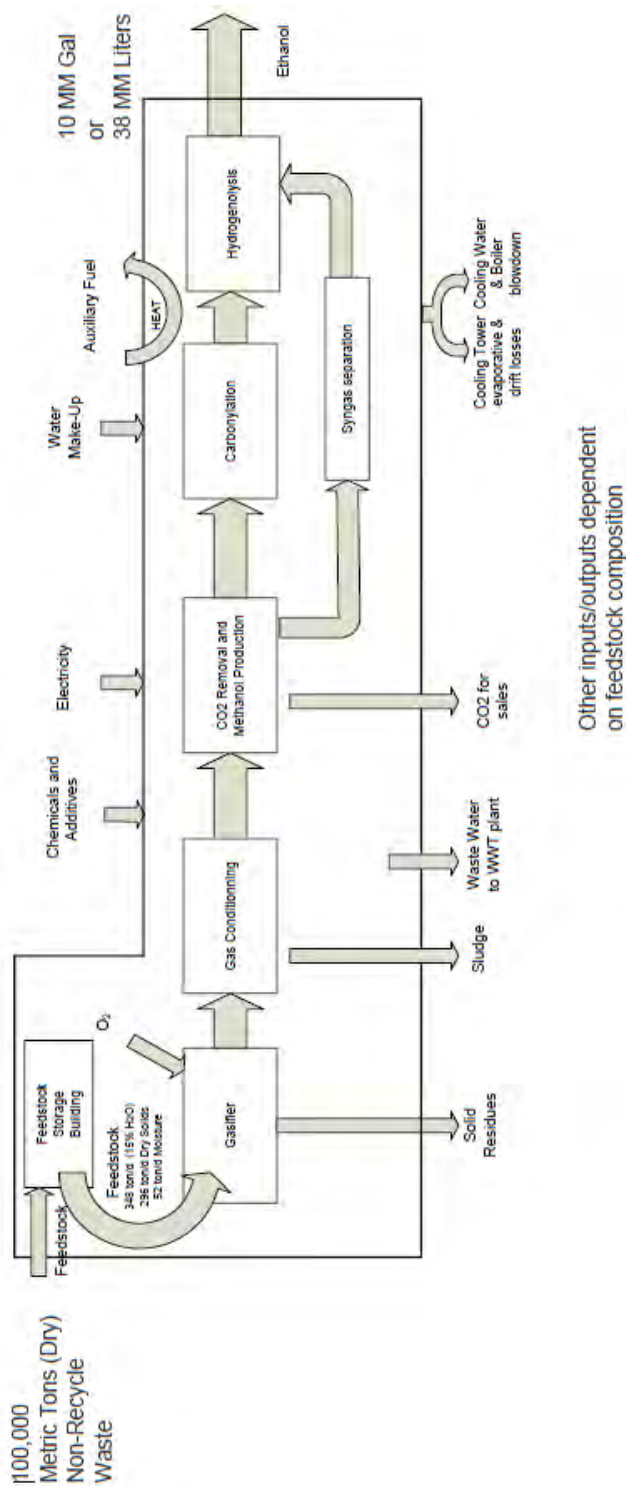 100,000
Metric Tons (Dry)
Non-Recycle
Waste
Feedstock
Feedstock
Storage
Building
Feedstock
348 ton/d (15% H2O)
296 ton/d Dry Solids
52 ton/d Moisture
O₂
Gasifier
Solid
Residues
Gas Conditionning
Sludge
Waste Water
to WWT plant
Chemicals and
Additives
Electricity
CO2 Removal and
Methanol Production
CO2 for
sales
Water
Make-Up
Carbonylation
Syngas separation
Auxiliary Fuel
HEAT
Hydrogenolysis
Cooling Tower
evaporative &
drift losses
Cooling Water
& Boiler
blowdown
10 MM Gal
or
38 MM Liters
Ethanol
Other inputs/outputs dependent
on feedstock composition